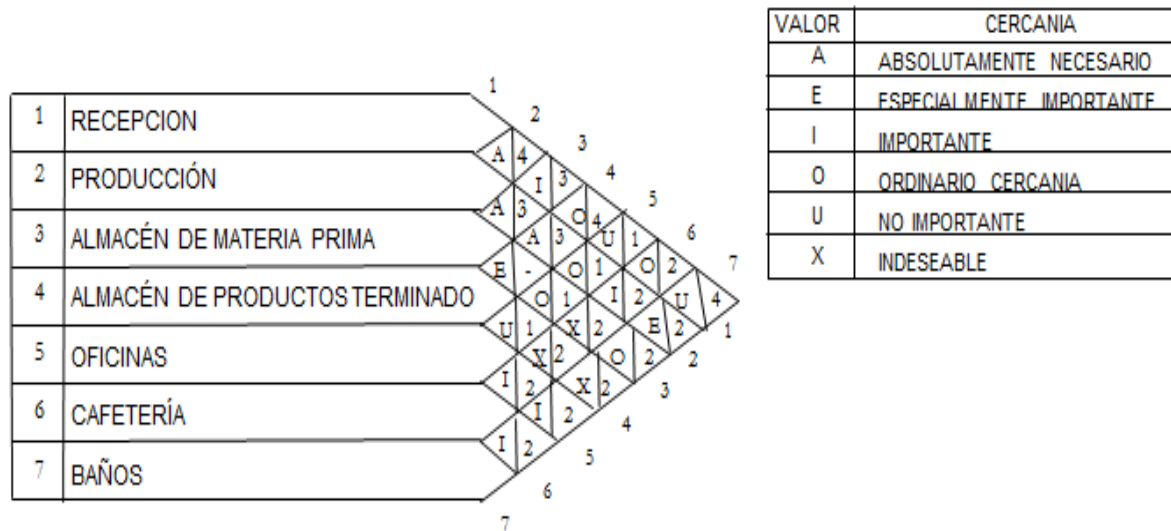 1 RECEPCION
2 PRODUCCIÓN
3 ALMACÉN DE MATERIA PRIMA
4 ALMACÉN DE PRODUCTOS TERMINADO
5 OFICINAS
6 CAFETERÍA
7 BAÑOS
1
2
3
4
5
6
7
A 4
I 3
A 3 O 4
A 3 U 1
E - O 1 O 2
O 1 I 2 U 4
U 1 X 2 E 2
X 2 O 2
I 2 X 2
I 2
I 2
1
2
3
4
5
6
7
VALOR CERCANIA
A ABSOLUTAMENTE NECESARIO
E ESPECIALMENTE IMPORTANTE
I IMPORTANTE
O ORDINARIO CERCANIA
U NO IMPORTANTE
X INDESEABLE